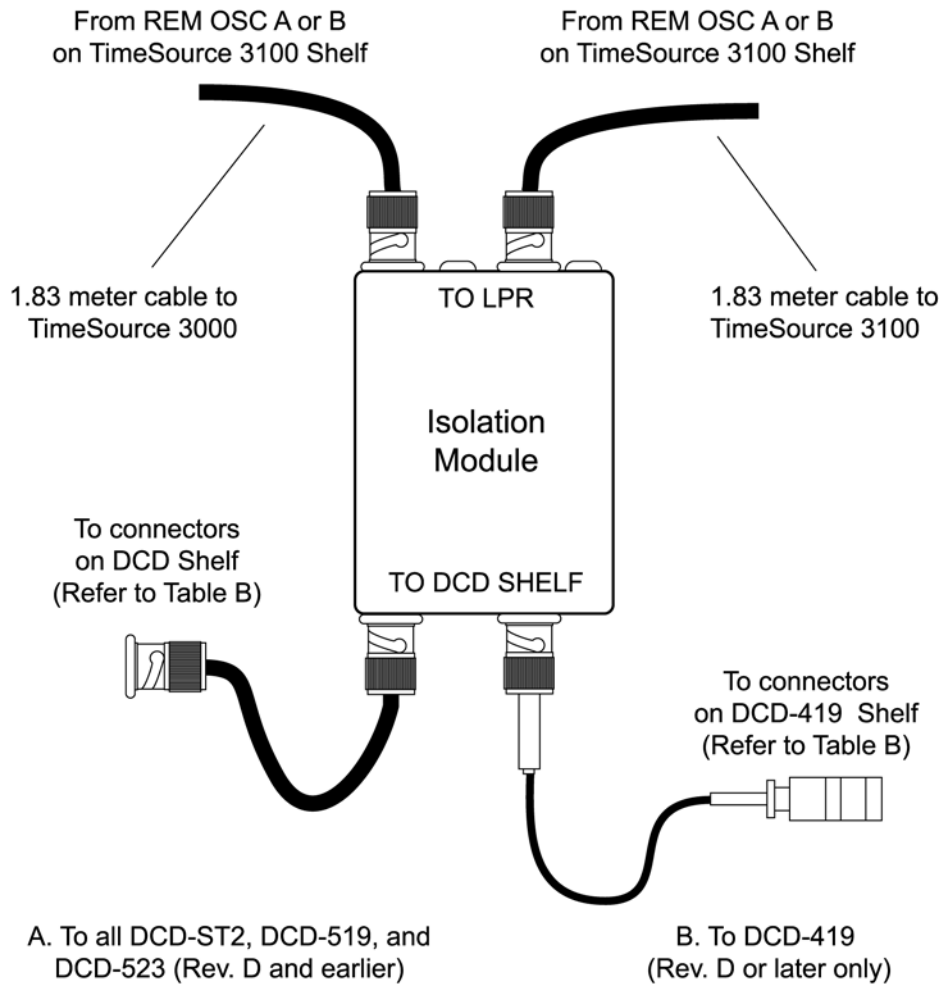 From REM OSC A or B
on TimeSource 3100 Shelf
From REM OSC A or B
on TimeSource 3100 Shelf
1.83 meter cable to
TimeSource 3000
TO LPR
1.83 meter cable to
TimeSource 3100
Isolation
Module
To connectors
on DCD Shelf
(Refer to Table B)
TO DCD SHELF
To connectors
on DCD-419 Shelf
(Refer to Table B)
A. To all DCD-ST2, DCD-519, and
DCD-523 (Rev. D and earlier)
B. To DCD-419
(Rev. D or later only)